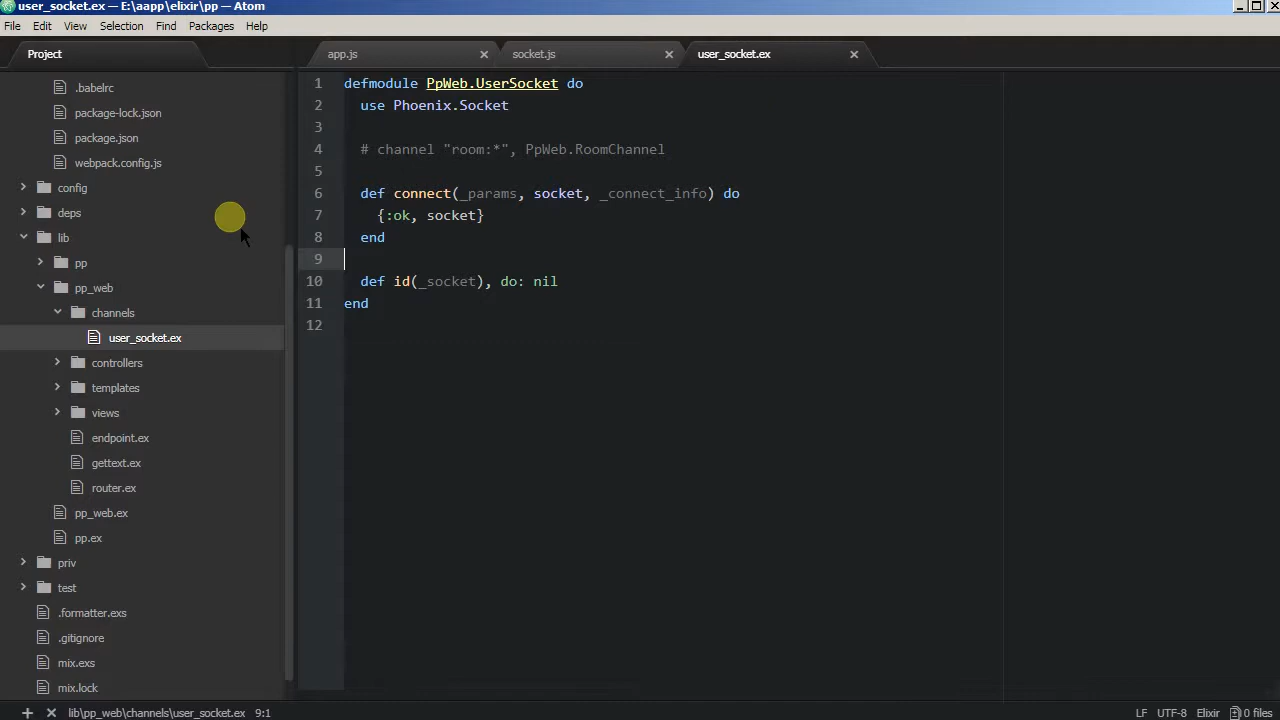 user_socket.ex — E:\aapp\elixir\pp — Atom
File Edit View Selection Find Packages Help
Project
app.js socket.js user_socket.ex
.babelrc
package-lock.json
package.json
webpack.config.js
config
deps
lib
pp
pp_web
channels
user_socket.ex
controllers
templates
views
endpoint.ex
gettext.ex
router.ex
pp_web.ex
pp.ex
priv
test
.formatter.exs
.gitignore
mix.exs
mix.lock
1 defmodule PpWeb.UserSocket do
2 use Phoenix.Socket
3
4 # channel "room:*", PpWeb.RoomChannel
5
6 def connect(_params, socket, _connect_info) do
7 {:ok, socket}
8 end
9
10 def id(_socket), do: nil
11 end
12
lib\pp_web\channels\user_socket.ex 9:1 LF UTF-8 Elixir 0 files